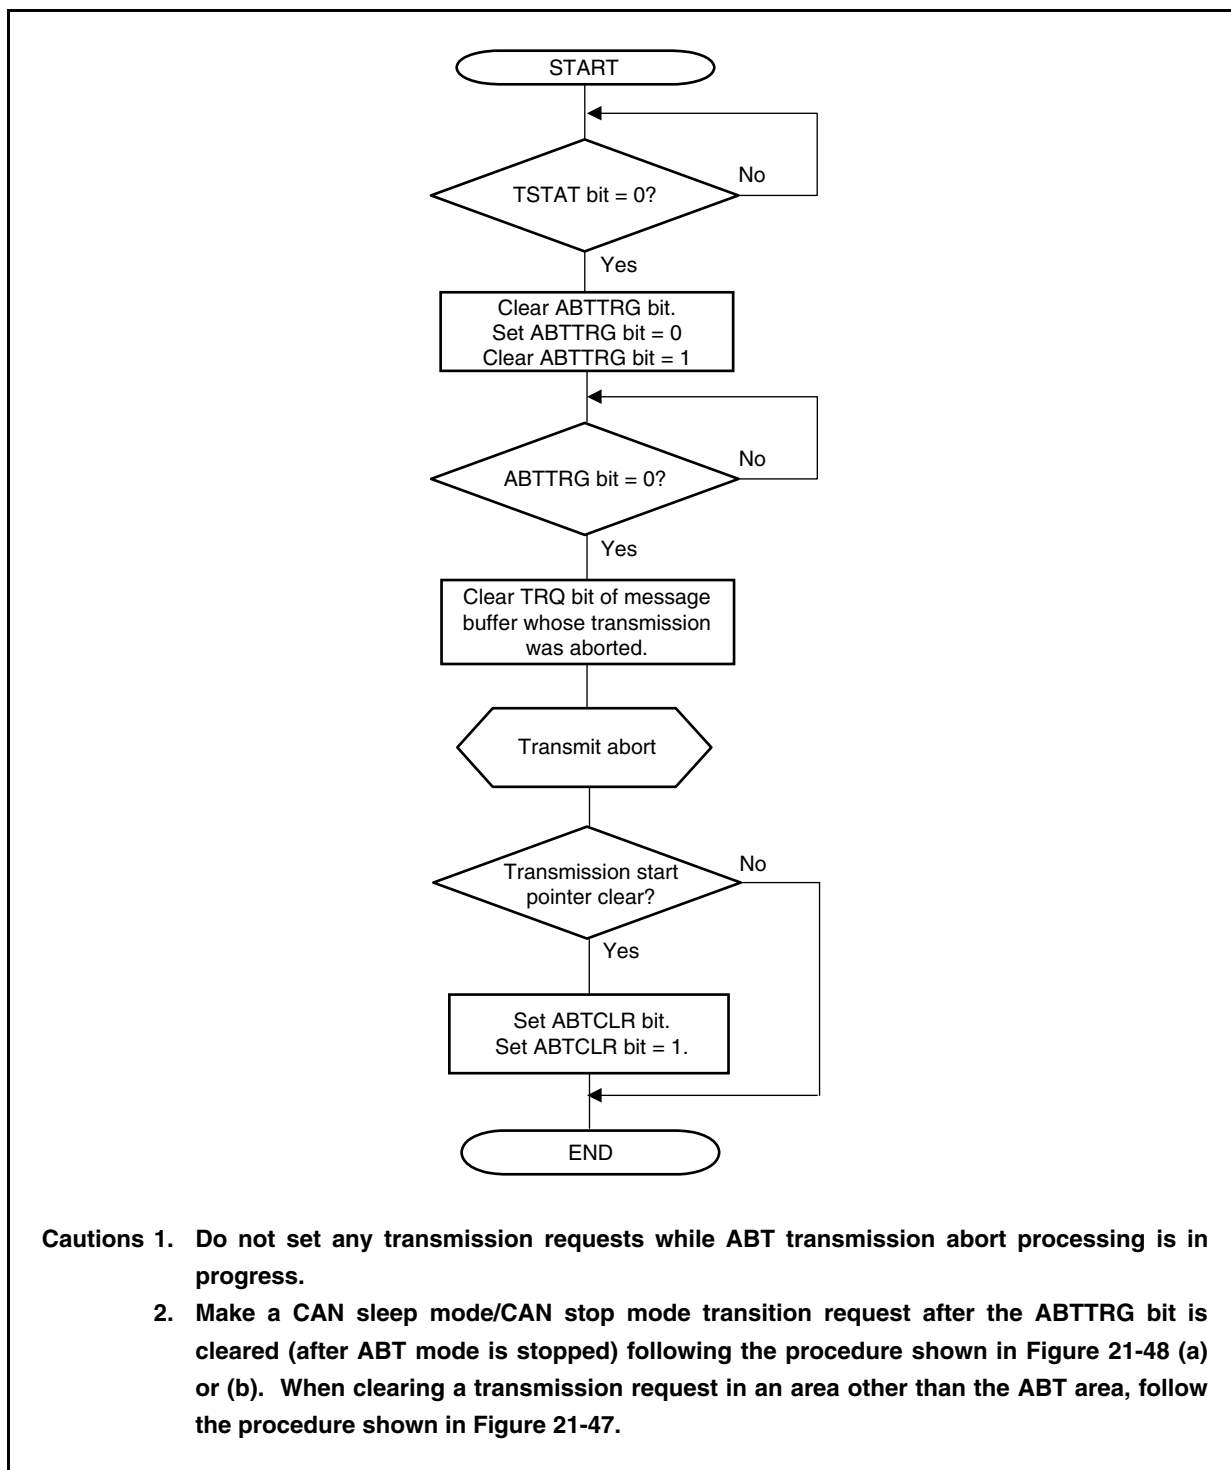 START
No
TSTAT bit = 0?
Yes
Clear ABTTRG bit.
Set ABTTRG bit = 0
Clear ABTTRG bit = 1
No
ABTTRG bit = 0?
Yes
Clear TRQ bit of message
buffer whose transmission
was aborted.
Transmit abort
No
Transmission start
pointer clear?
Yes
Set ABTCLR bit.
Set ABTCLR bit = 1.
END
Cautions 1. Do not set any transmission requests while ABT transmission abort processing is in
progress.
2. Make a CAN sleep mode/CAN stop mode transition request after the ABTTRG bit is
cleared (after ABT mode is stopped) following the procedure shown in Figure 21-48 (a)
or (b). When clearing a transmission request in an area other than the ABT area, follow
the procedure shown in Figure 21-47.